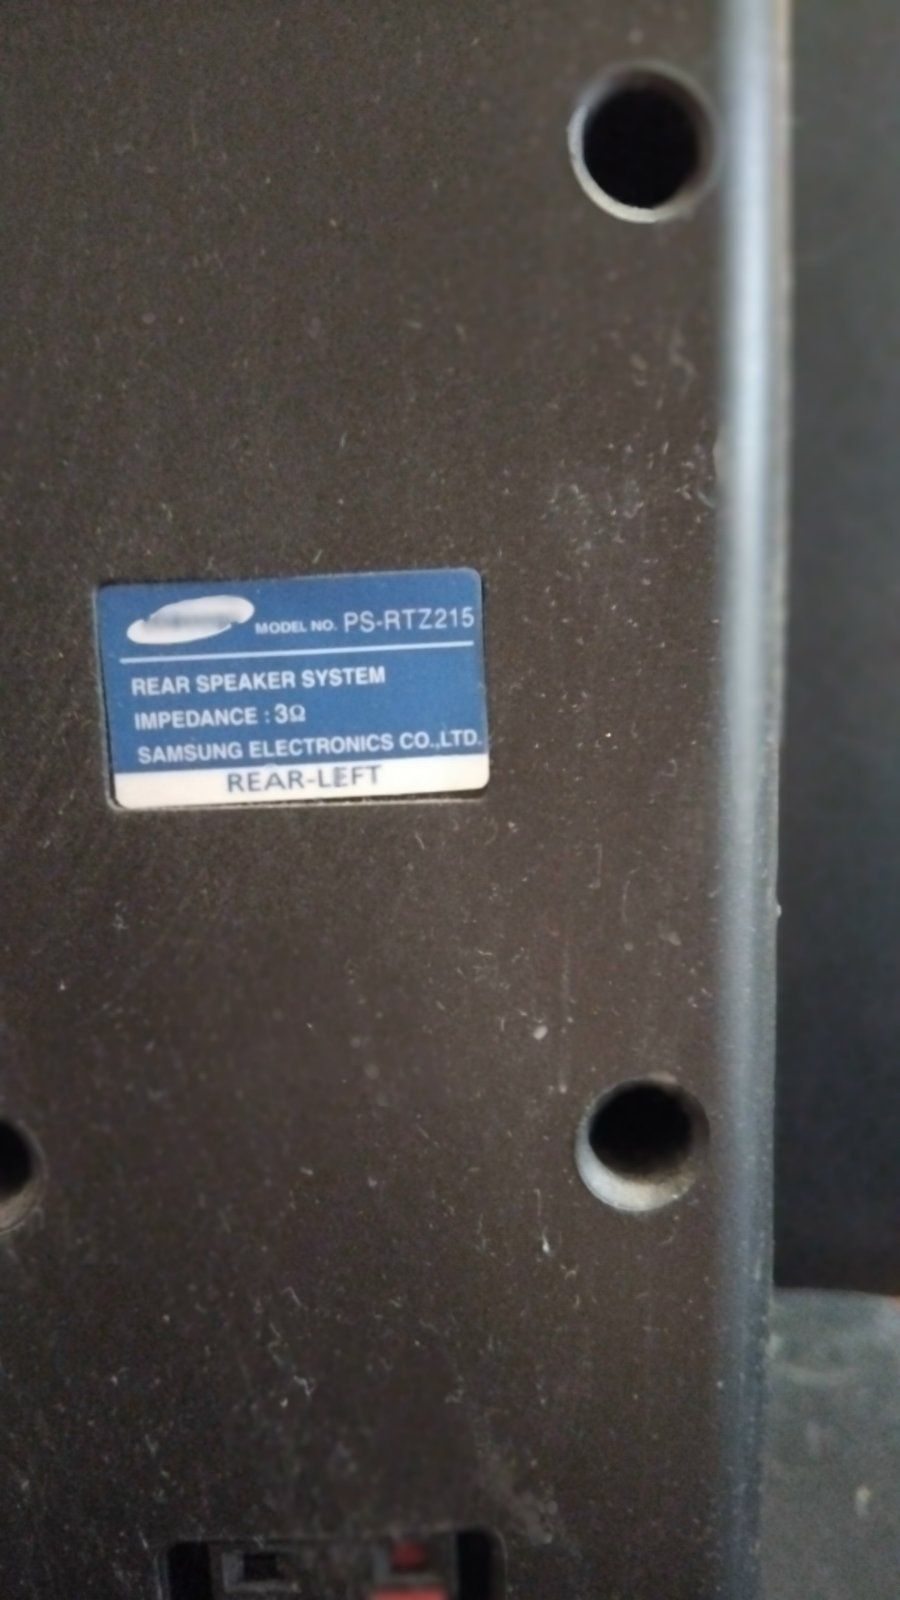 MODEL NO. PS-RTZ215
REAR SPEAKER SYSTEM
IMPEDANCE : 3Ω
SAMSUNG ELECTRONICS CO.,LTD.
REAR-LEFT